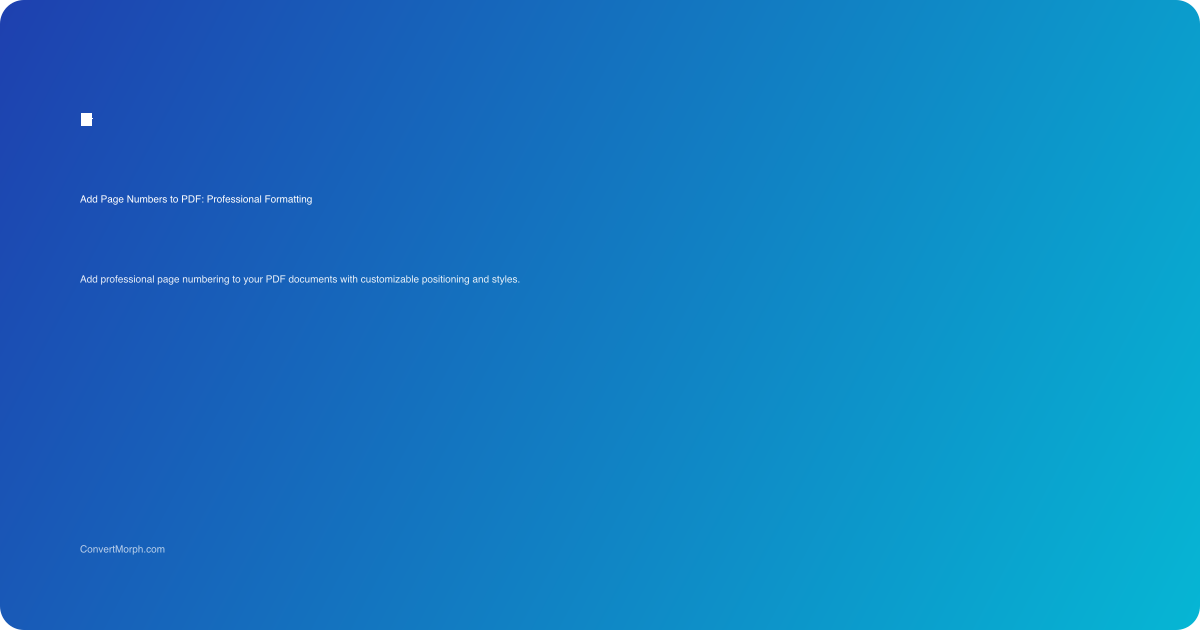 Add Page Numbers to PDF: Professional Formatting
Add professional page numbering to your PDF documents with customizable positioning and styles.
ConvertMorph.com